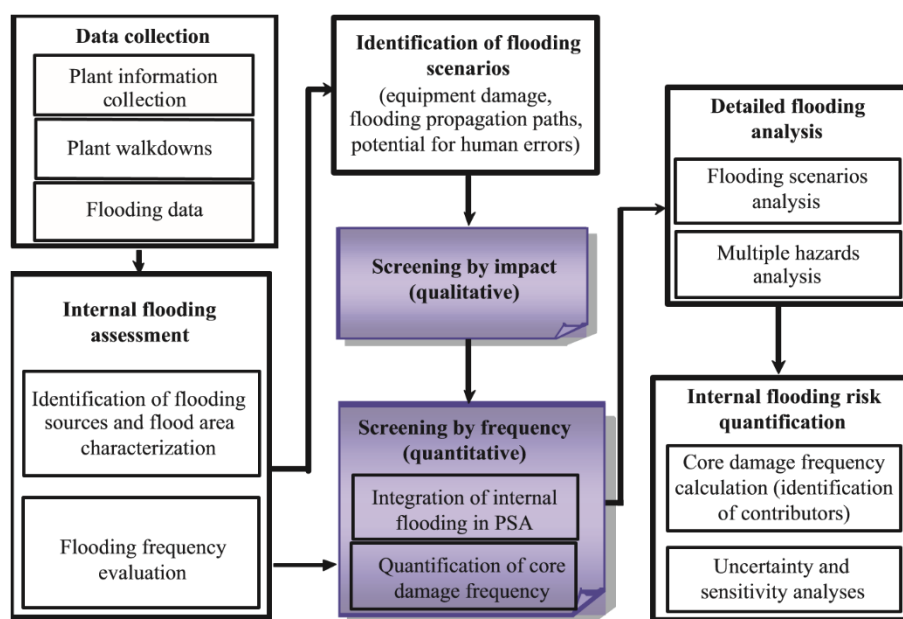 Data collection
Plant information
collection
Plant walkdowns
Flooding data
Internal flooding
assessment
Identification of flooding
sources and flood area
characterization
Flooding frequency
evaluation
Identification of flooding
scenarios
(equipment damage,
flooding propagation paths,
potential for human errors)
Screening by impact
(qualitative)
Screening by frequency
(quantitative)
Integration of internal
flooding in PSA
Quantification of core
damage frequency
Detailed flooding
analysis
Flooding scenarios
analysis
Multiple hazards
analysis
Internal flooding risk
quantification
Core damage frequency
calculation (identification
of contributors)
Uncertainty and
sensitivity analyses